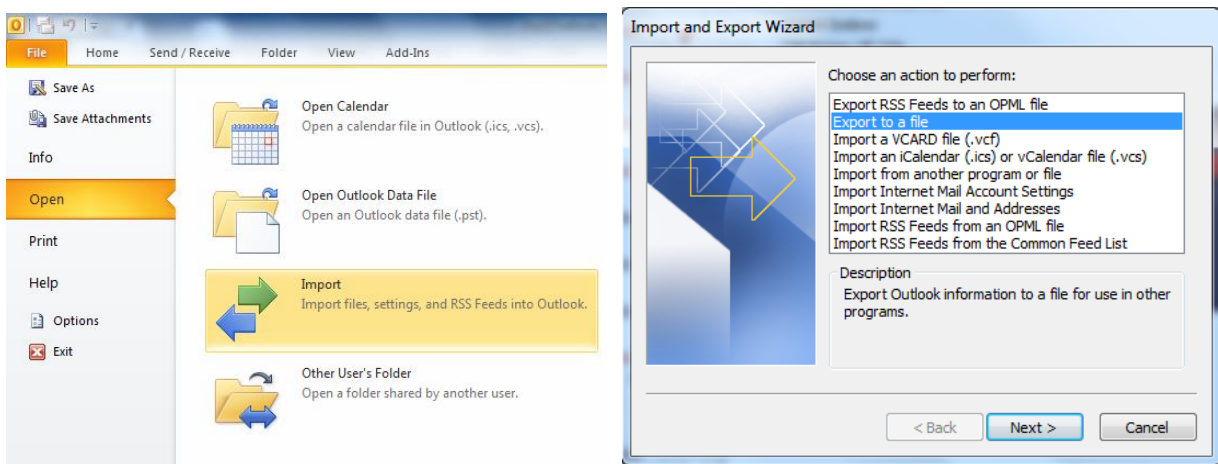 File Home Send / Receive Folder View Add-Ins
Save As
Save Attachments
Info
Open
Print
Help
Options
Exit
Open Calendar
Open a calendar file in Outlook (.ics, .vcs).
Open Outlook Data File
Open an Outlook data file (.pst).
Import
Import files, settings, and RSS Feeds into Outlook.
Other User's Folder
Open a folder shared by another user.
Import and Export Wizard
Choose an action to perform:
Export RSS Feeds to an OPML file
Export to a file
Import a VCARD file (.vcf)
Import an iCalendar (.ics) or vCalendar file (.vcs)
Import from another program or file
Import Internet Mail Account Settings
Import Internet Mail and Addresses
Import RSS Feeds from an OPML file
Import RSS Feeds from the Common Feed List
Description
Export Outlook information to a file for use in other
programs.
< Back Next > Cancel